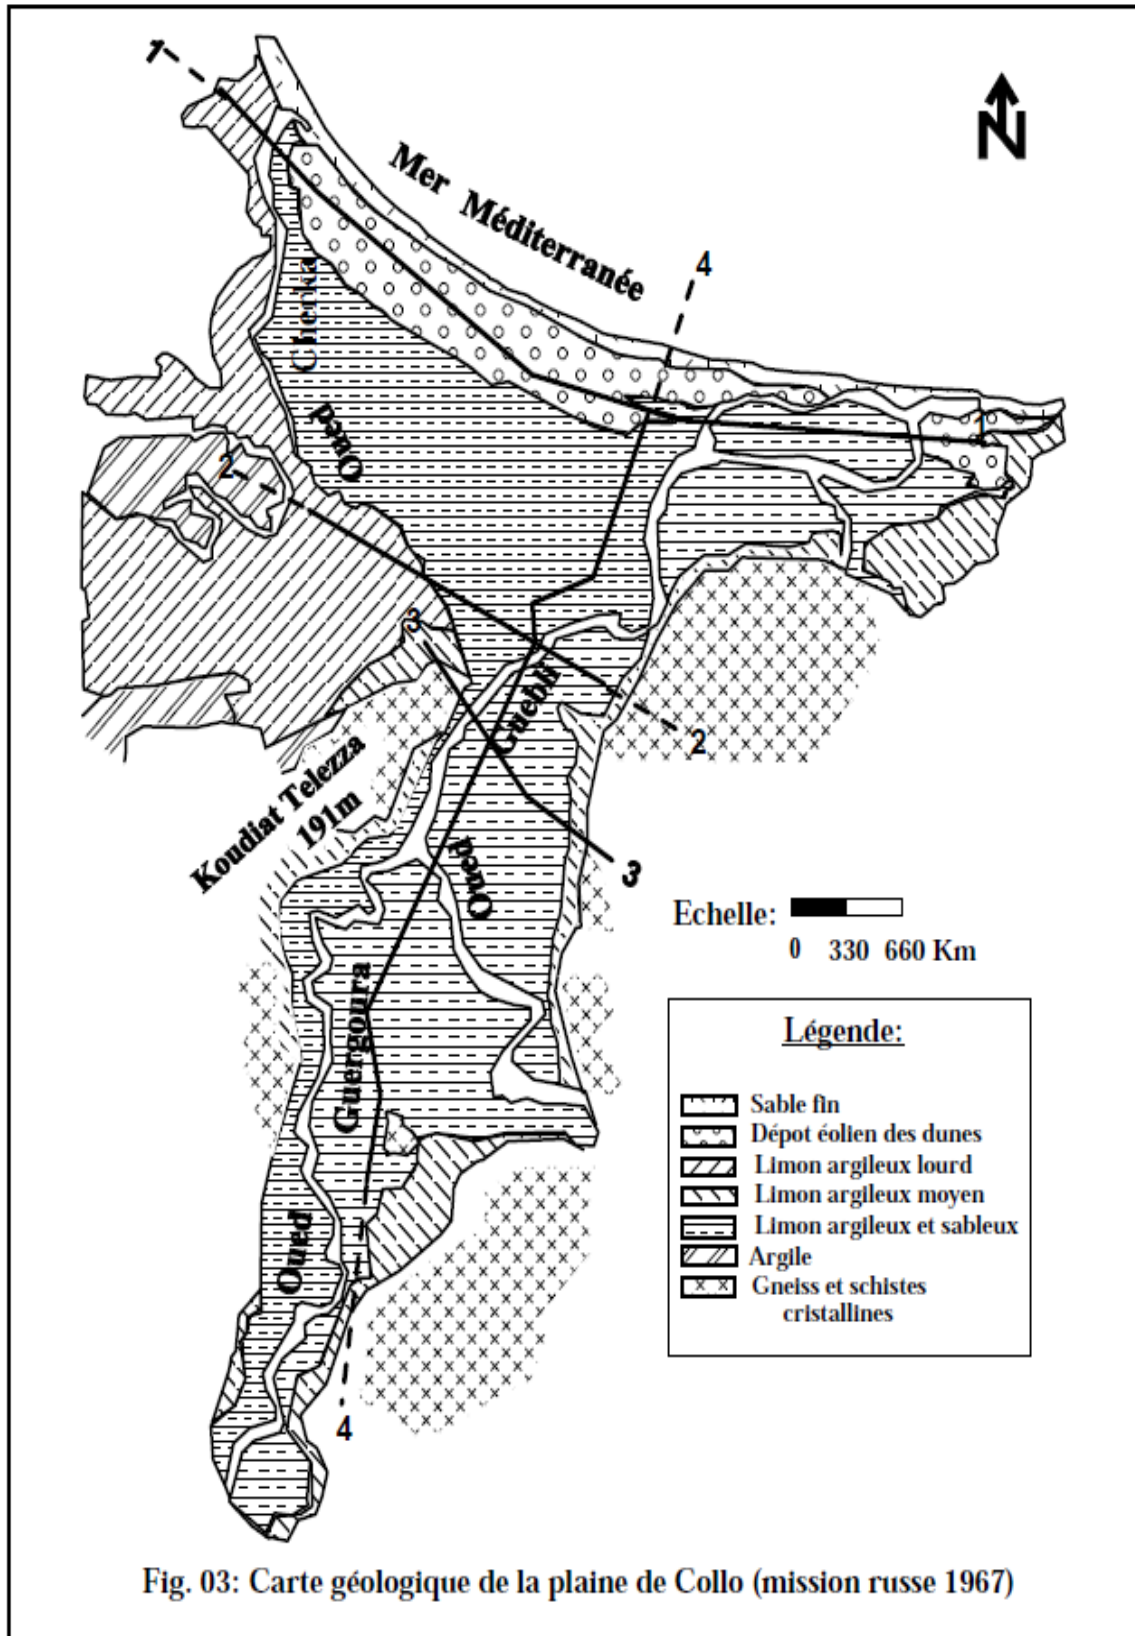 1
N
Mer Méditerranée
4
Cherka
Oued
1
2
3
Guebli
2
Koudiat Telezza
191m
Oued
3
Echelle:
0 330 660 Km
Guergoura
Oued
4
Légende:
Sable fin
Dépot éolien des dunes
Limon argileux lourd
Limon argileux moyen
Limon argileux et sableux
Argile
Gneiss et schistes
cristallines
Fig. 03: Carte géologique de la plaine de Collo (mission russe 1967)